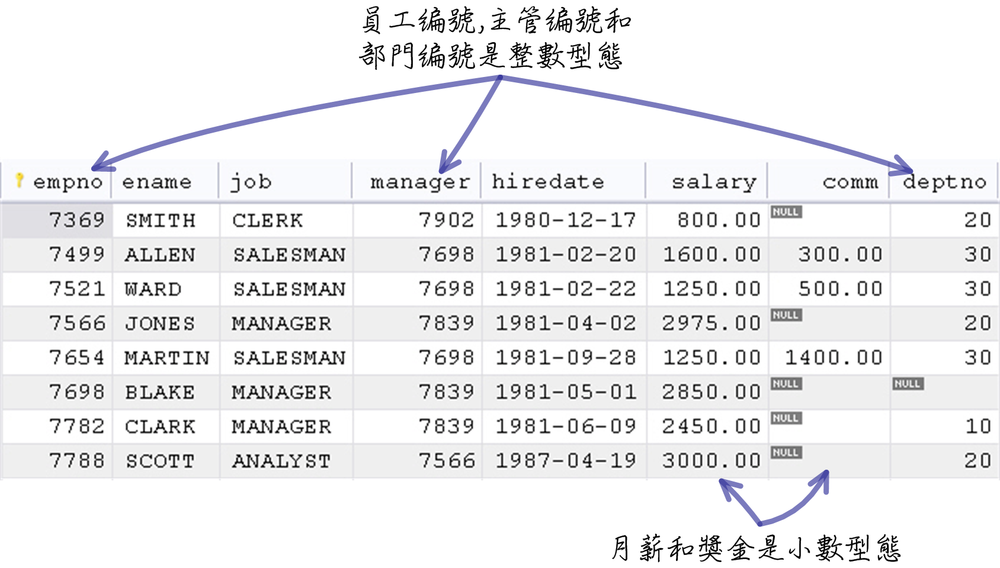 員工編號,主管編號和
部門編號是整數型態
empno ename job manager hiredate salary comm deptno
7369 SMITH CLERK 7902 1980-12-17 800.00 NULL 20
7499 ALLEN SALESMAN 7698 1981-02-20 1600.00 300.00 30
7521 WARD SALESMAN 7698 1981-02-22 1250.00 500.00 30
7566 JONES MANAGER 7839 1981-04-02 2975.00 NULL 20
7654 MARTIN SALESMAN 7698 1981-09-28 1250.00 1400.00 30
7698 BLAKE MANAGER 7839 1981-05-01 2850.00 NULL NULL
7782 CLARK MANAGER 7839 1981-06-09 2450.00 NULL 10
7788 SCOTT ANALYST 7566 1987-04-19 3000.00 NULL 20
月薪和獎金是小數型態